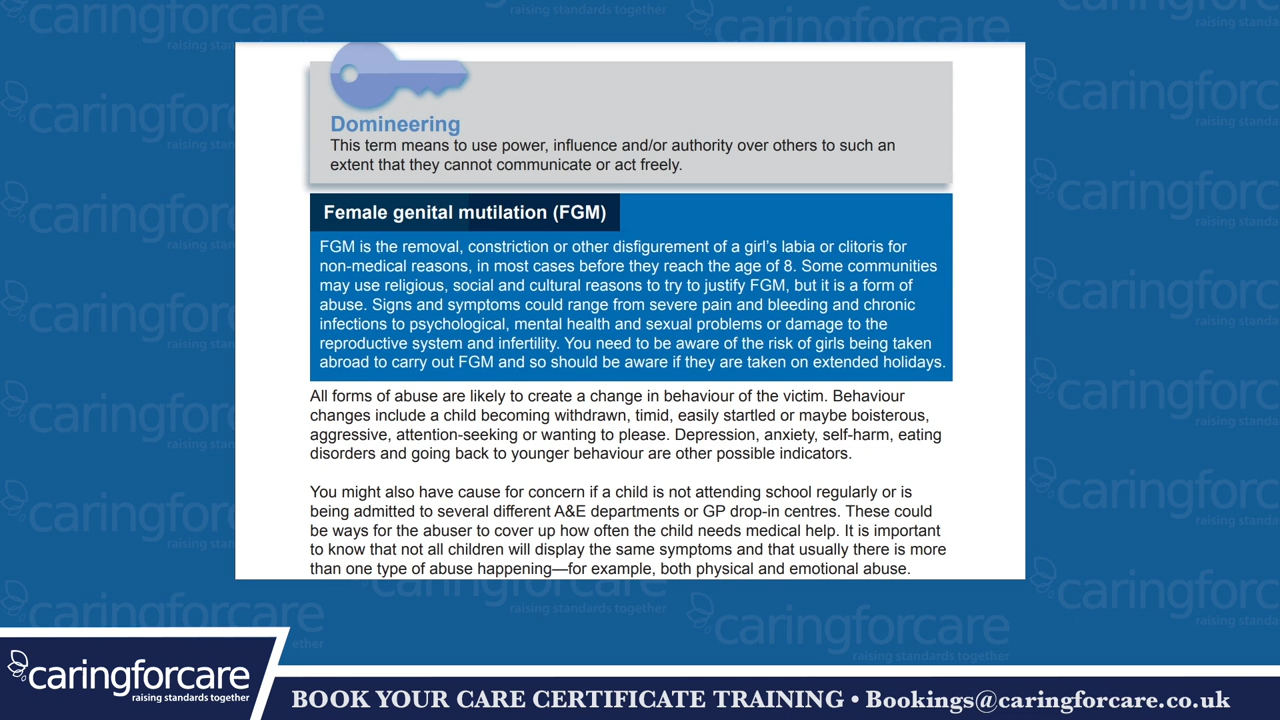 Domineering
This term means to use power, influence and/or authority over others to such an
extent that they cannot communicate or act freely.
Female genital mutilation (FGM)
FGM is the removal, constriction or other disfigurement of a girl's labia or clitoris for
non-medical reasons, in most cases before they reach the age of 8. Some communities
may use religious, social and cultural reasons to try to justify FGM, but it is a form of
abuse. Signs and symptoms could range from severe pain and bleeding and chronic
infections to psychological, mental health and sexual problems or damage to the
reproductive system and infertility. You need to be aware of the risk of girls being taken
abroad to carry out FGM and so should be aware if they are taken on extended holidays.
All forms of abuse are likely to create a change in behaviour of the victim. Behaviour
changes include a child becoming withdrawn, timid, easily startled or maybe boisterous,
aggressive, attention-seeking or wanting to please. Depression, anxiety, self-harm, eating
disorders and going back to younger behaviour are other possible indicators.
You might also have cause for concern if a child is not attending school regularly or is
being admitted to several different A&E departments or GP drop-in centres. These could
be ways for the abuser to cover up how often the child needs medical help. It is important
to know that not all children will display the same symptoms and that usually there is more
than one type of abuse happening—for example, both physical and emotional abuse.
caringforcare
raising standards together
BOOK YOUR CARE CERTIFICATE TRAINING • Bookings@caringforcare.co.uk